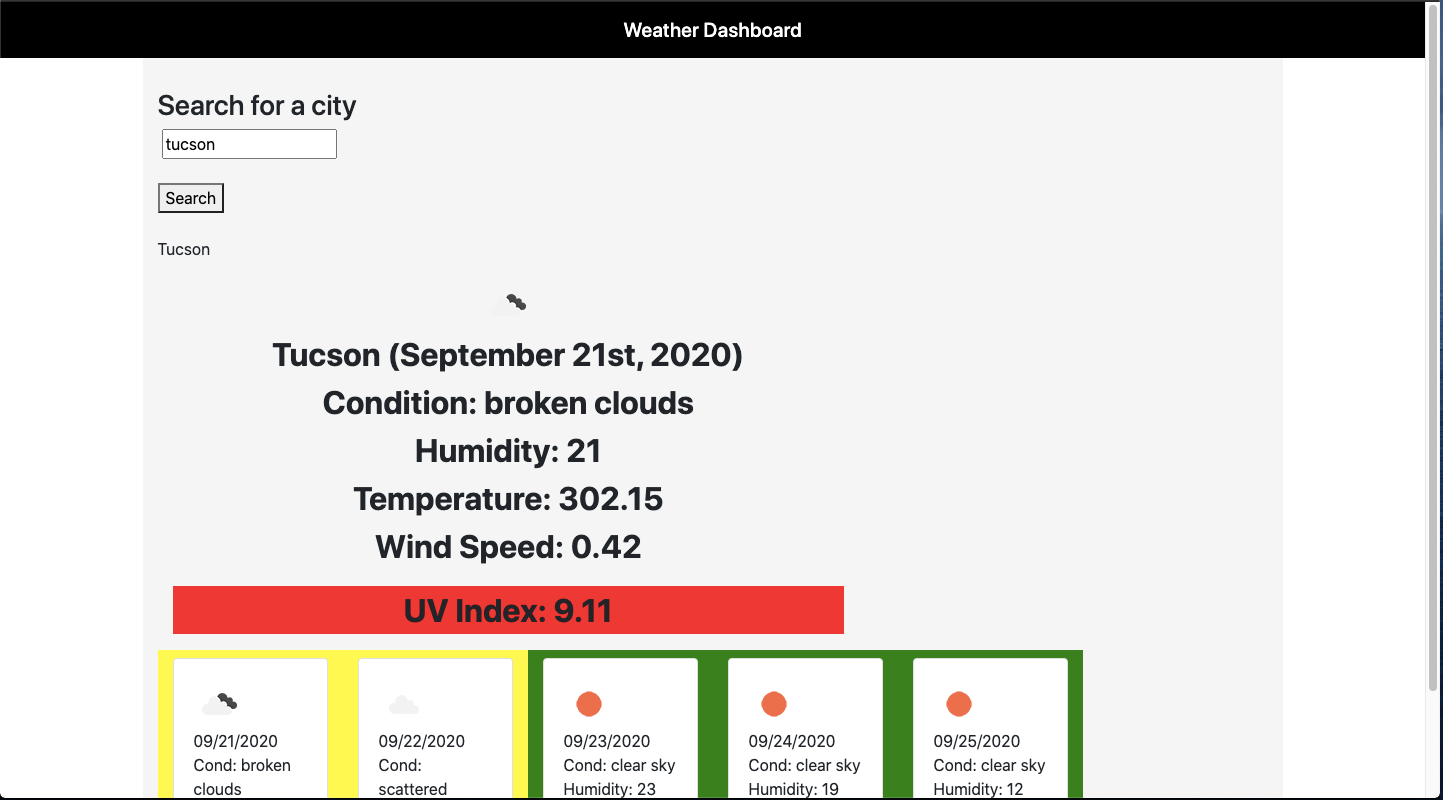 Weather Dashboard
Search for a city
tucson
Search
Tucson
Tucson (September 21st, 2020)
Condition: broken clouds
Humidity: 21
Temperature: 302.15
Wind Speed: 0.42
UV Index: 9.11
09/21/2020
Cond: broken
clouds
09/22/2020
Cond:
scattered
09/23/2020
Cond: clear sky
Humidity: 23
09/24/2020
Cond: clear sky
Humidity: 19
09/25/2020
Cond: clear sky
Humidity: 12